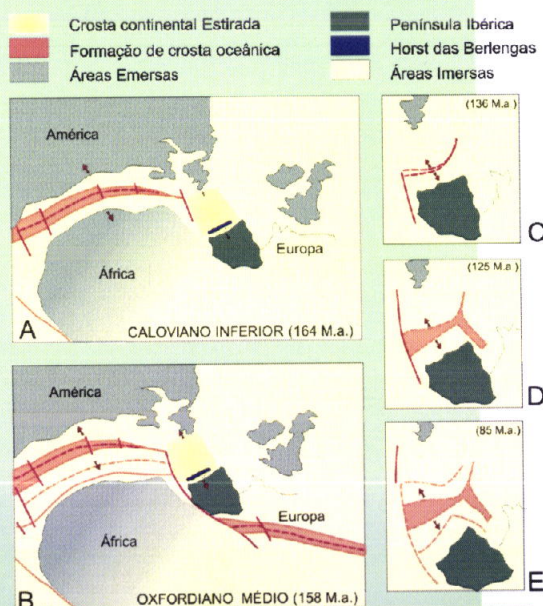 Crosta continental Estirada
Formação de crosta oceânica
Áreas Emersas
Península Ibérica
Horst das Berlengas
Áreas Imersas
América
África
Europa
A
CALOVIANO INFERIOR (164 M.a.)
América
África
Europa
B
OXFORDIANO MÉDIO (158 M.a.)
(136 M.a.)
C
(125 M.a.)
D
(85 M.a.)
E